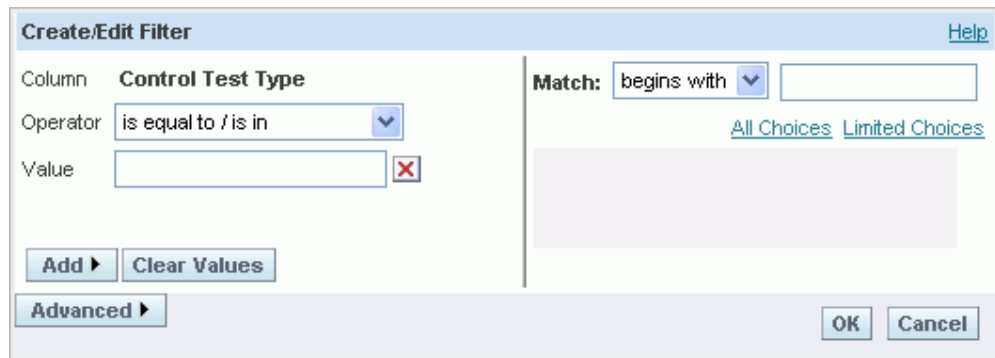 Create/Edit Filter Help
Column Control Test Type
Match: begins with
Operator is equal to / is in
All Choices Limited Choices
Value
Add Clear Values
Advanced
OK Cancel